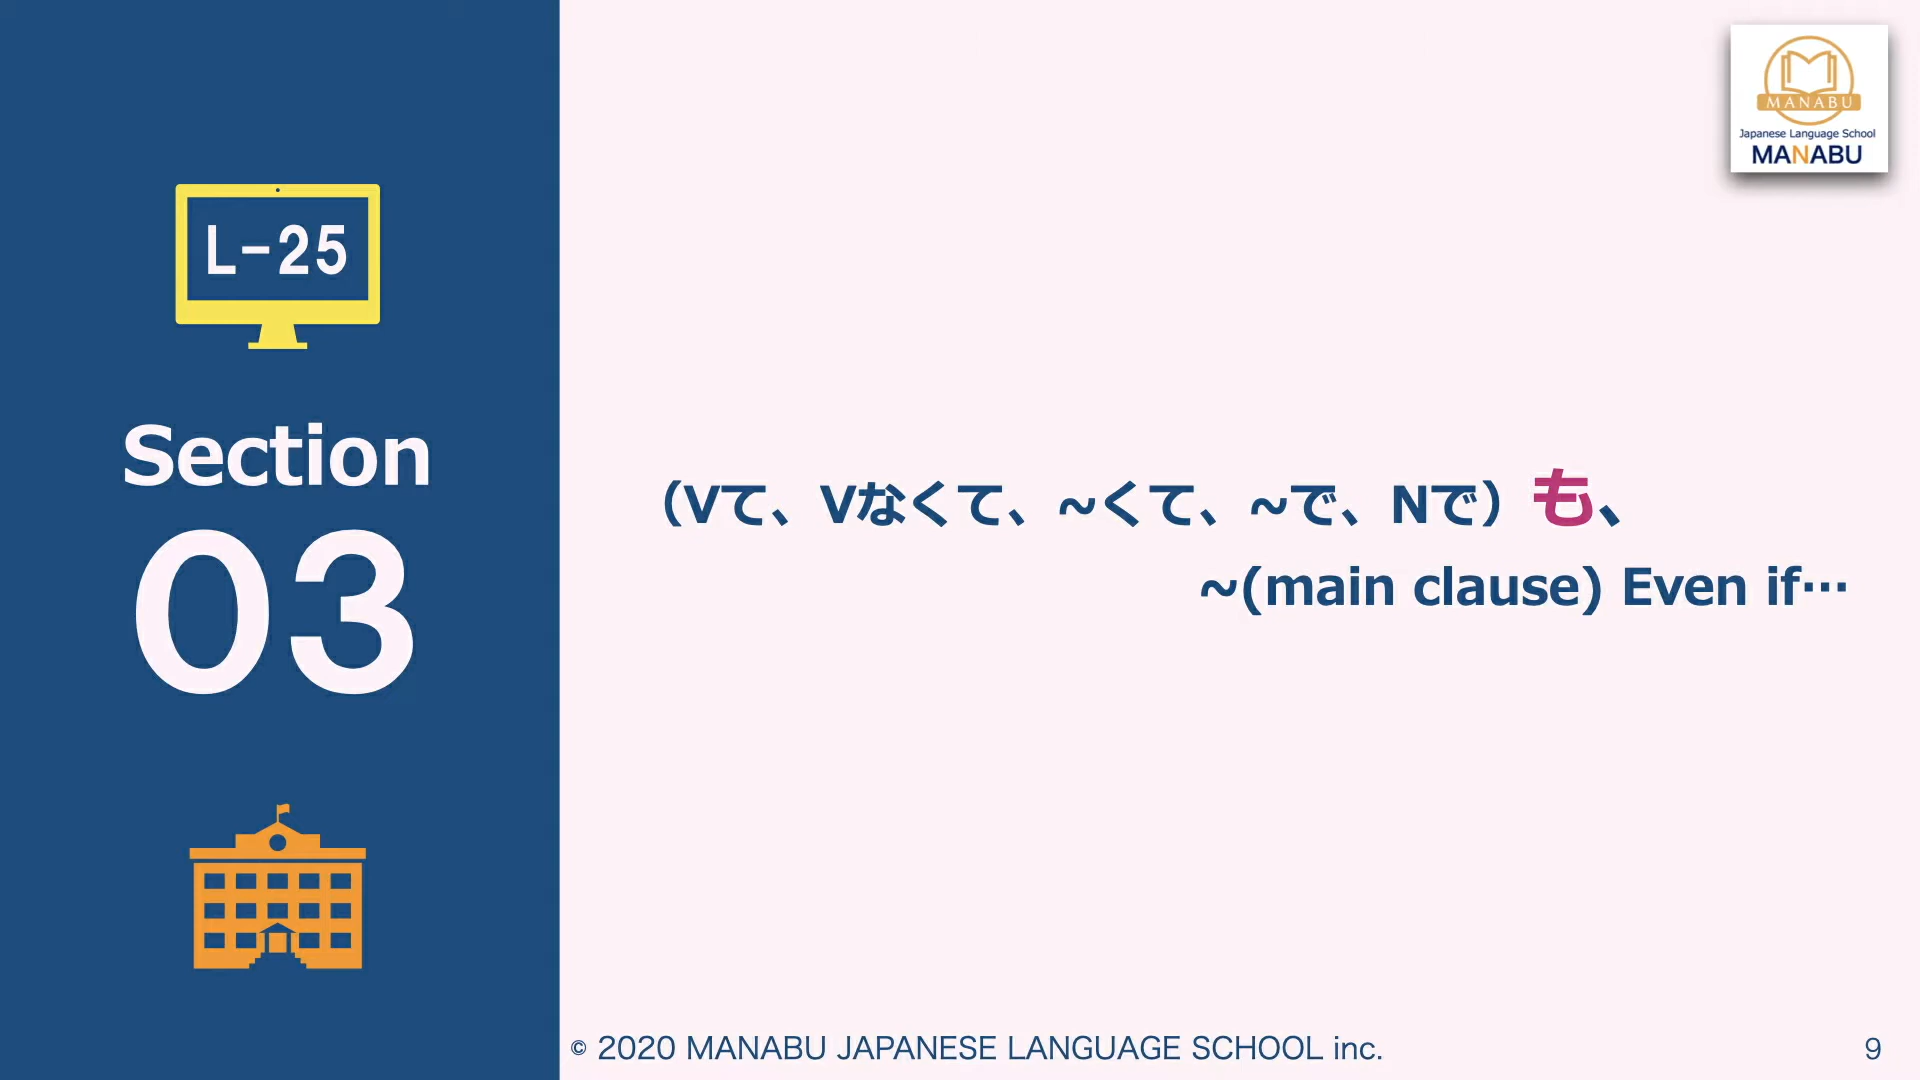 L-25
Section
03
（Vて、Vなくて、~くて、~で、Nで）も、
~(main clause) Even if…
MANABU
Japanese Language School
MANABU
© 2020 MANABU JAPANESE LANGUAGE SCHOOL inc.
9